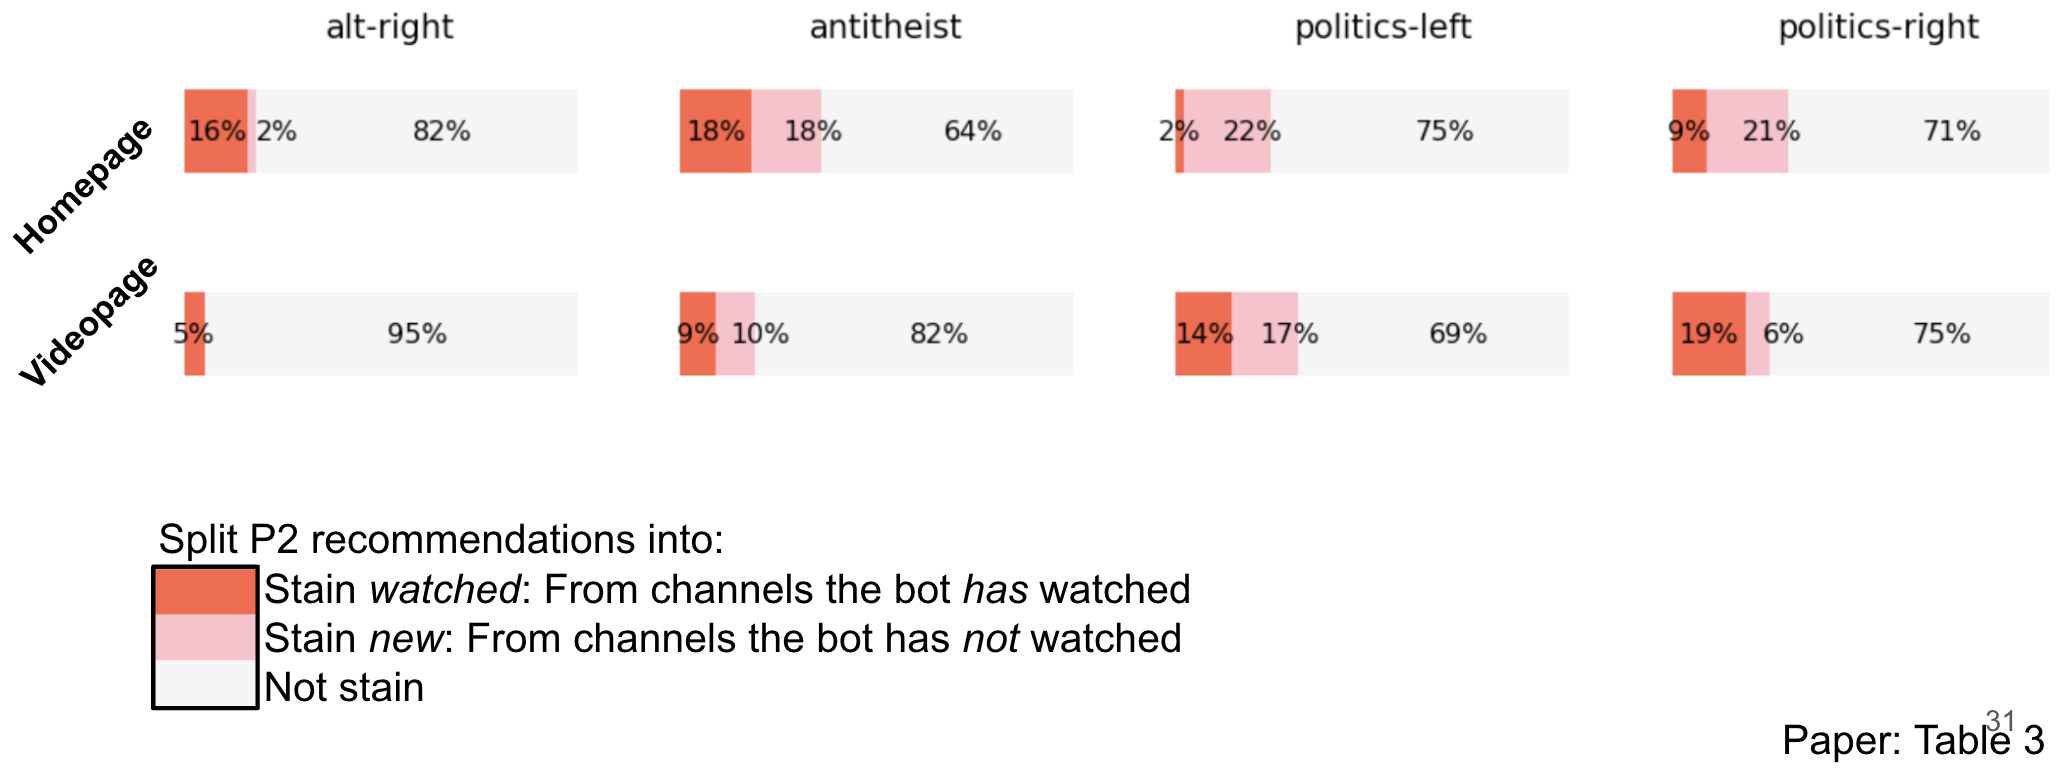 alt-right antitheist politics-left politics-right
Homepage 16% 2% 82% 18% 18% 64% 2% 22% 75% 9% 21% 71%
Videopage 5% 95% 9% 10% 82% 14% 17% 69% 19% 6% 75%
Split P2 recommendations into:
Stain watched: From channels the bot has watched
Stain new: From channels the bot has not watched
Not stain
31
Paper: Table 3